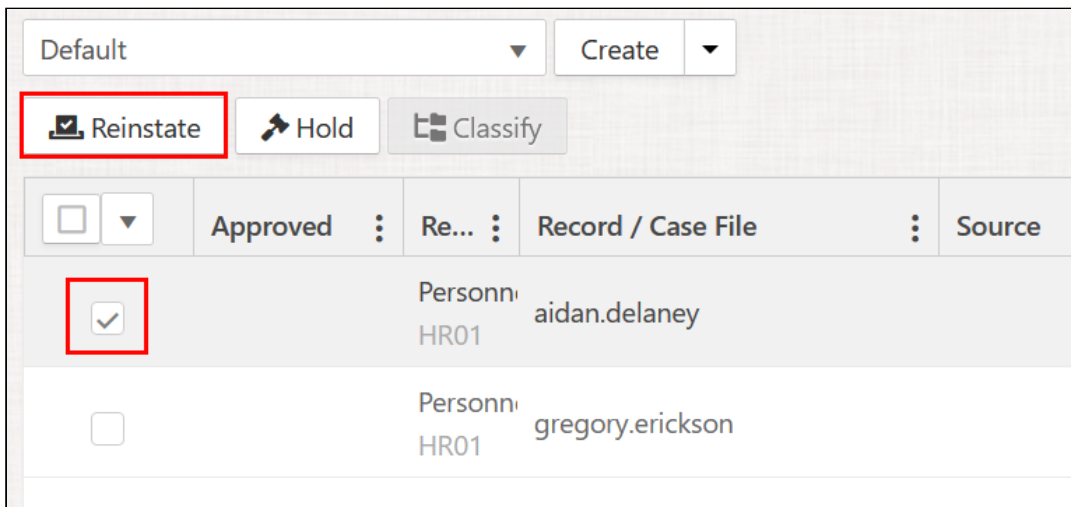 Default
Create
Reinstate Hold Classify
Approved Re... Record / Case File Source
Personn
HR01
aidan.delaney
Personn
HR01
gregory.erickson